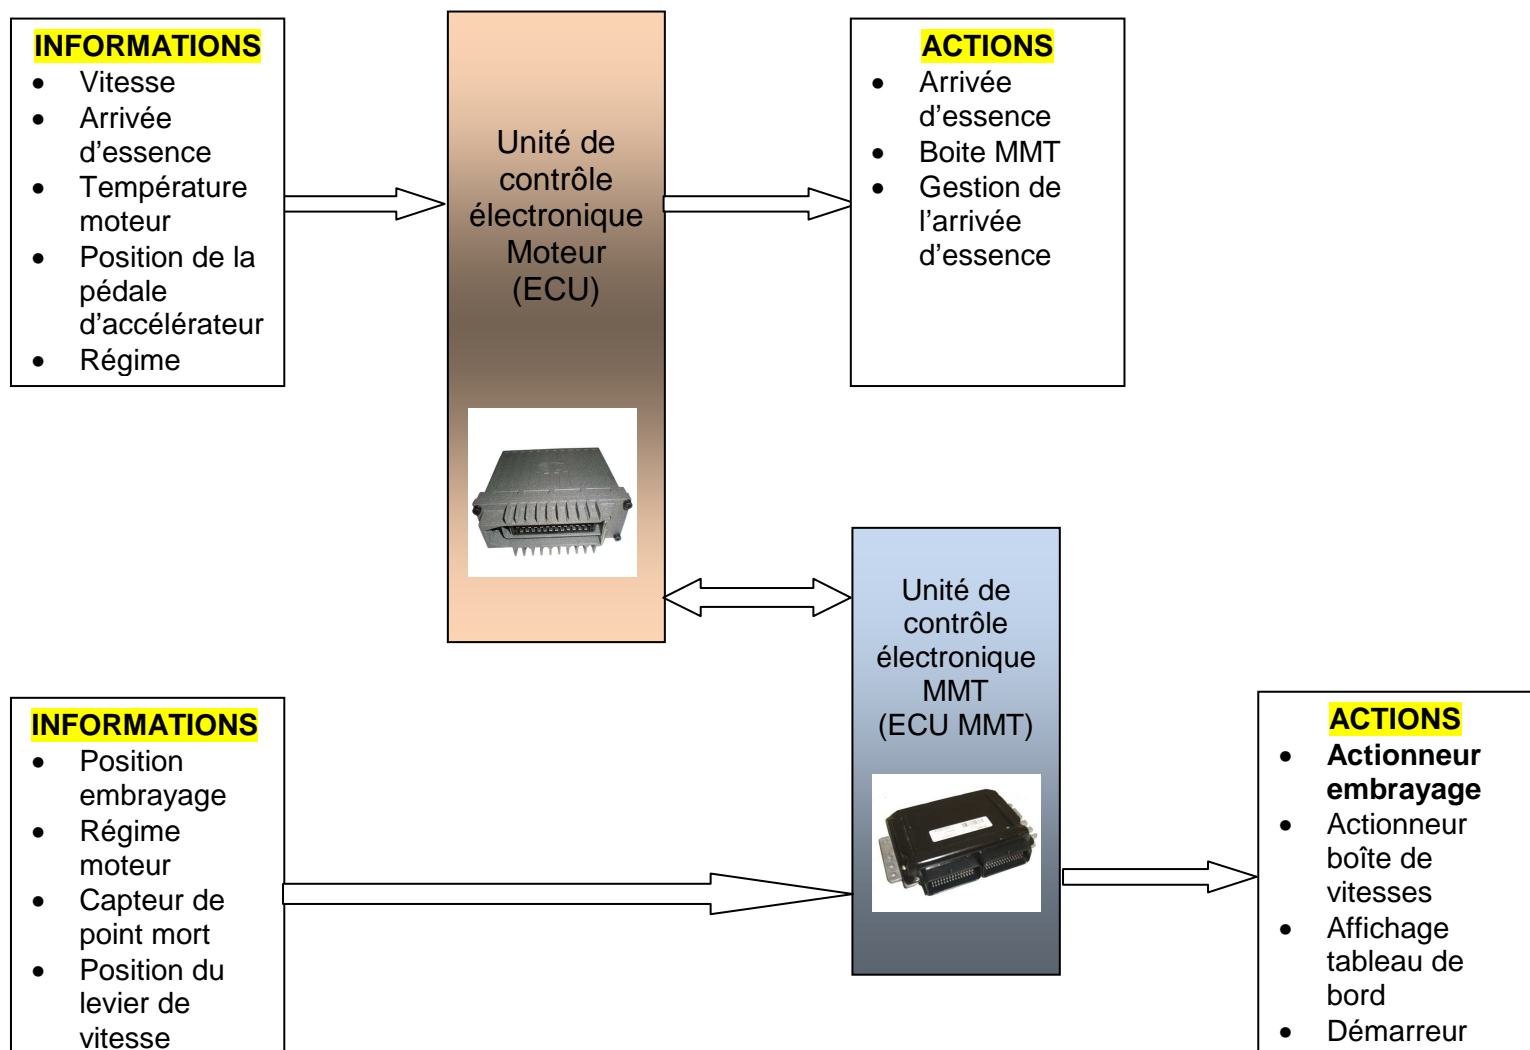 INFORMATIONS
• Vitesse
• Arrivée
d’essence
• Température
moteur
• Position de la
pédale
d’accélérateur
• Régime
Unité de
contrôle
électronique
Moteur
(ECU)
ACTIONS
• Arrivée
d’essence
• Boite MMT
• Gestion de
l’arrivée
d’essence
Unité de
contrôle
électronique
MMT
(ECU MMT)
INFORMATIONS
• Position
embrayage
• Régime
moteur
• Capteur de
point mort
• Position du
levier de
vitesse
ACTIONS
• Actionneur
embrayage
• Actionneur
boîte de
vitesses
• Affichage
tableau de
bord
• Démarreur